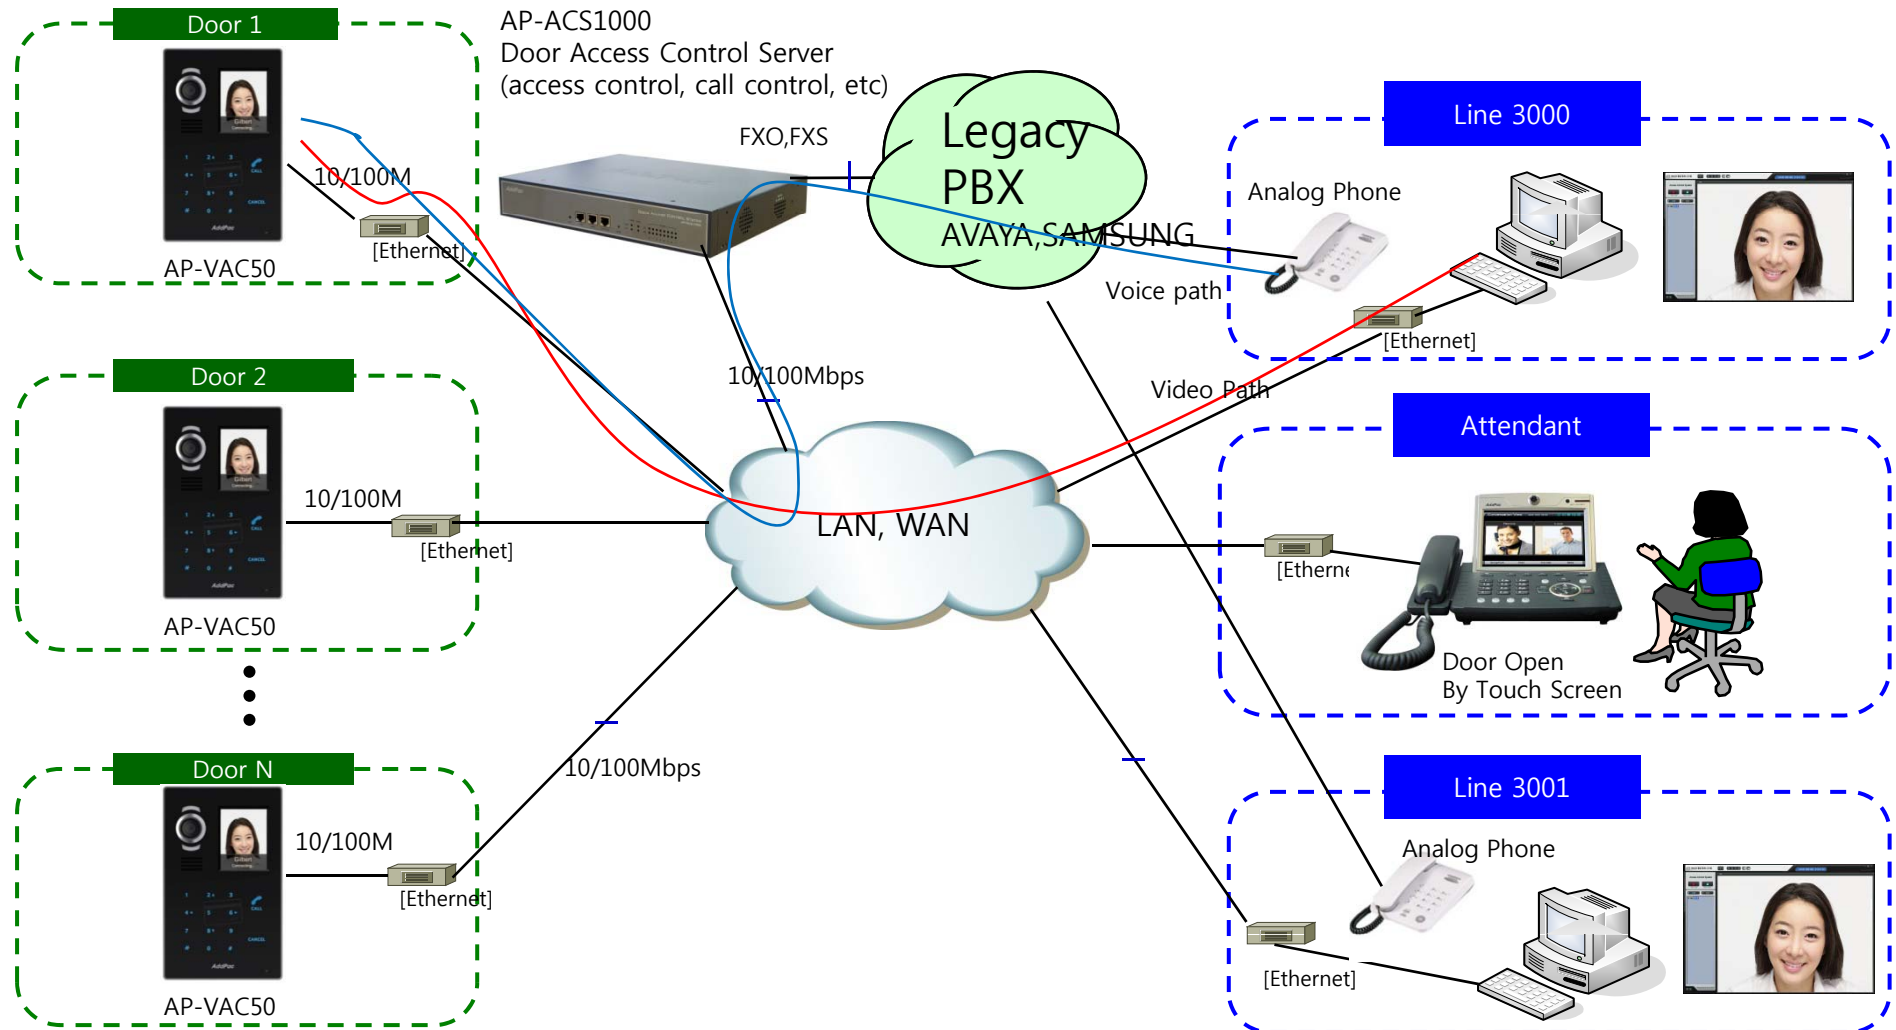 Door 1
AP-VAC50
10/100M
[Ethernet]
AP-ACS1000
Door Access Control Server
(access control, call control, etc)
FXO,FXS
AddPac
Legacy
PBX
AVAYA,SAMSUNG
10/100Mbps
Voice path
Video Path
Line 3000
Analog Phone
[Ethernet]
Door 2
AddPac
AP-VAC50
10/100M
[Ethernet]
LAN, WAN
Attendant
[Etherne
Door Open
By Touch Screen
Door N
AddPac
AP-VAC50
10/100M
[Ethernet]
10/100Mbps
Line 3001
Analog Phone
[Ethernet]